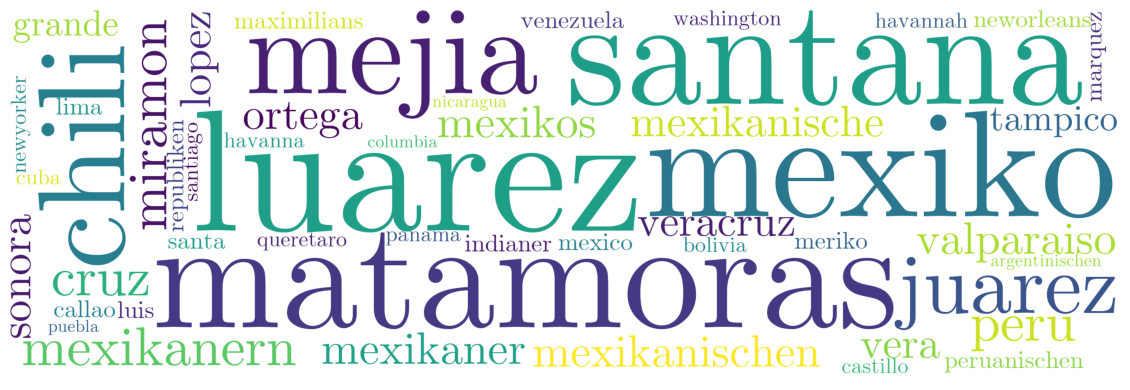 grande
maximilians
venezuela
washington
havannah
neworleans
marquez
chili
miramon
lopez
mejia
santana
newyorker
lima
ortega
nicaragua
mexikos
mexikanische
tampico
cuba
republiken
santiago
havanna
columbia
luarez
mexiko
sonora
santa
queretaro
panama
indianer
mexico
veracruz
bolivia
meriko
valparaiso
argentinischen
cruz
matamoras
juarez
callao
luis
puebla
peru
mexikanern
mexikaner
mexikanischen
vera
castillo
peruanischen